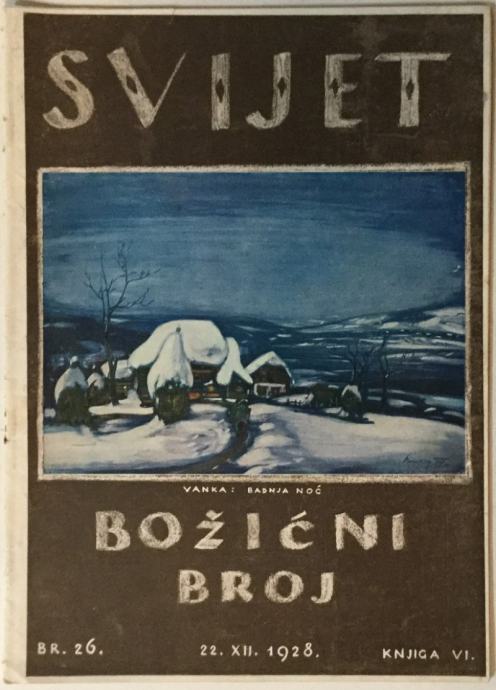 SVIJET
VANKA: BADNJA NOĆ
BOŽIĆNI
BROJ
BR. 26. 22. XII. 1928. KNJIGA VI.